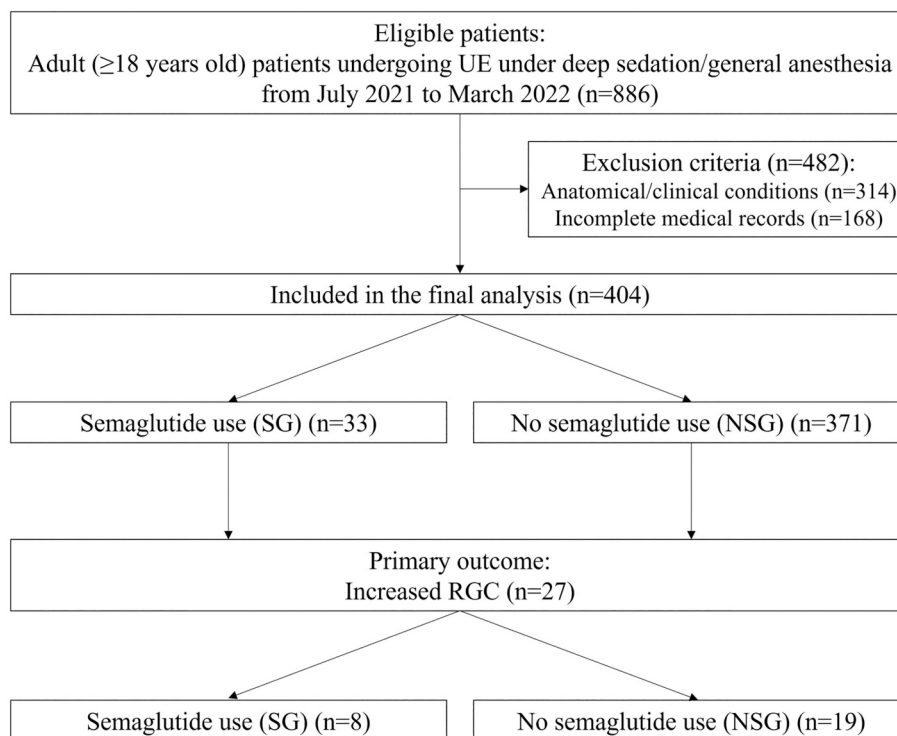 Eligible patients:
Adult (≥18 years old) patients undergoing UE under deep sedation/general anesthesia
from July 2021 to March 2022 (n=886)
Exclusion criteria (n=482):
Anatomical/clinical conditions (n=314)
Incomplete medical records (n=168)
Included in the final analysis (n=404)
Semaglutide use (SG) (n=33)
No semaglutide use (NSG) (n=371)
Primary outcome:
Increased RGC (n=27)
Semaglutide use (SG) (n=8)
No semaglutide use (NSG) (n=19)